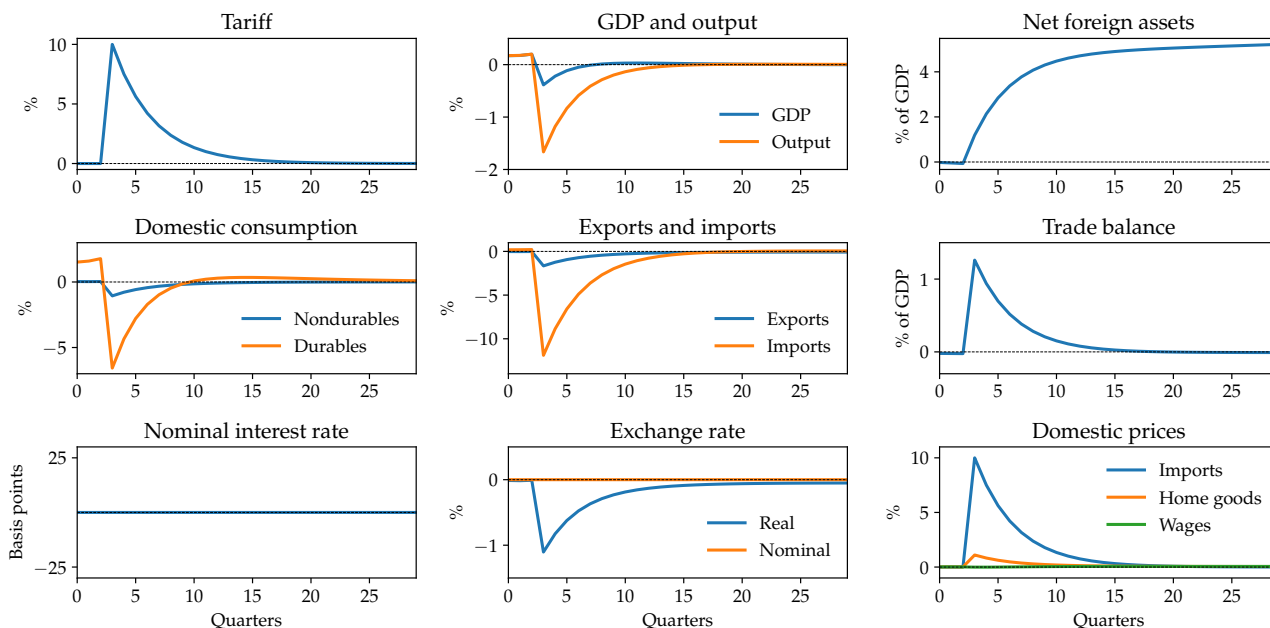 Tariff
10
5
0
%
0 5 10 15 20 25
GDP and output
0
−1
−2
%
GDP
Output
0 5 10 15 20 25
Net foreign assets
4
2
0
% of GDP
0 5 10 15 20 25
Domestic consumption
0
−5
%
Nondurables
Durables
0 5 10 15 20 25
Exports and imports
0
−5
−10
%
Exports
Imports
0 5 10 15 20 25
Trade balance
1
0
% of GDP
0 5 10 15 20 25
Nominal interest rate
25
−25
Basis points
0 5 10 15 20 25
Quarters
Exchange rate
0
−1
%
Real
Nominal
0 5 10 15 20 25
Quarters
Domestic prices
10
5
0
%
Imports
Home goods
Wages
0 5 10 15 20 25
Quarters